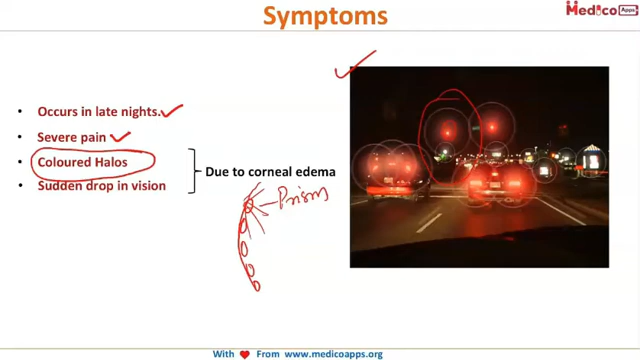 Symptoms
Medico
Apps
Occurs in late nights.
Severe pain
Coloured Halos
Sudden drop in vision
Due to corneal edema
Prism
With From www.medicoapps.org